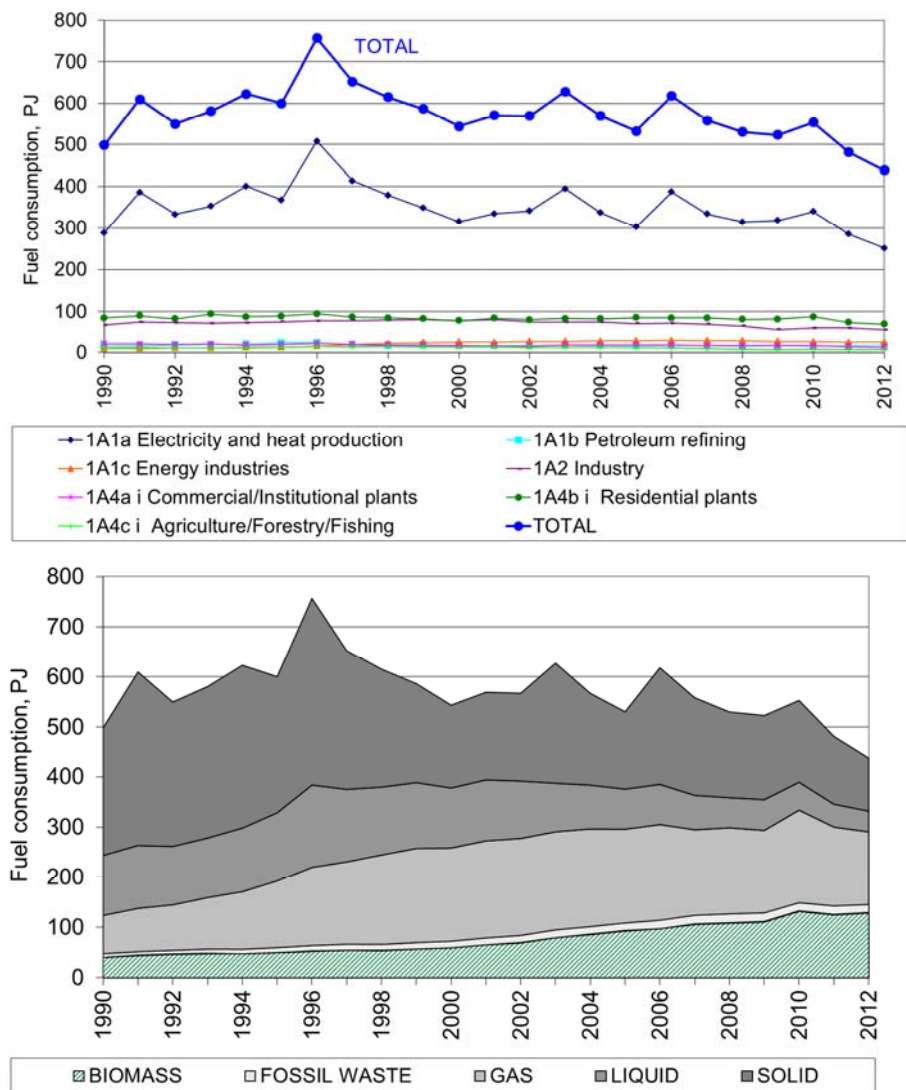 800
700
600
500
400
300
200
100
0
Fuel consumption, PJ
TOTAL
1990
1992
1994
1996
1998
2000
2002
2004
2006
2008
2010
2012
1A1a Electricity and heat production
1A1b Petroleum refining
1A1c Energy industries
1A2 Industry
1A4a i Commercial/Institutional plants
1A4b i Residential plants
1A4c i Agriculture/Forestry/Fishing
TOTAL
800
700
600
500
400
300
200
100
0
Fuel consumption, PJ
1990
1992
1994
1996
1998
2000
2002
2004
2006
2008
2010
2012
BIOMASS
FOSSIL WASTE
GAS
LIQUID
SOLID